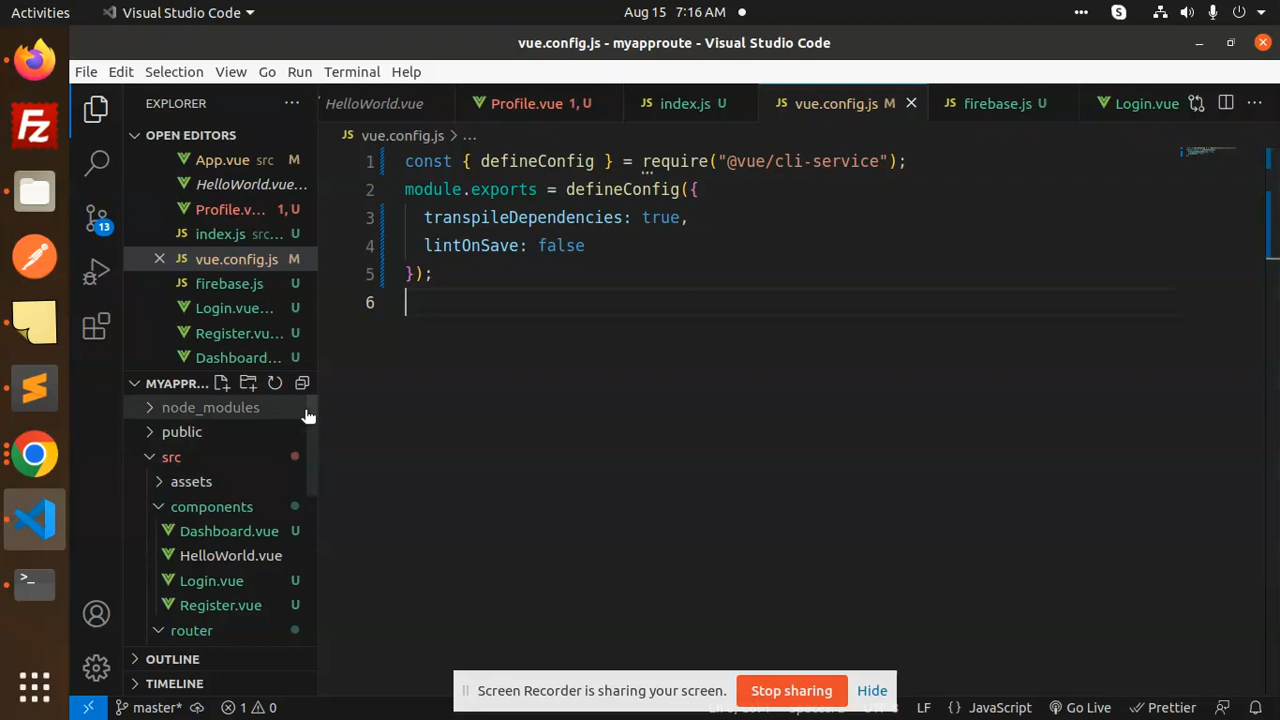 Activities
Visual Studio Code
Aug 15 7:16 AM
vue.config.js - myapproute - Visual Studio Code
File Edit Selection View Go Run Terminal Help
EXPLORER
HelloWorld.vue
Profile.vue 1, U
JS index.js U
JS vue.config.js M
JS firebase.js U
Login.vue
OPEN EDITORS
App.vue src M
HelloWorld.vue...
Profile.v... 1, U
JS index.js src... U
JS vue.config.js M
JS firebase.js U
Login.vue... U
Register.vu... U
Dashboard... U
13
MYAPPR...
node_modules
public
src
assets
components
Dashboard.vue U
HelloWorld.vue
Login.vue U
Register.vue U
router
OUTLINE
TIMELINE
JS vue.config.js > ...
1 const { defineConfig } = require("@vue/cli-service");
2 module.exports = defineConfig({
3 transpileDependencies: true,
4 lintOnSave: false
5 });
6
Screen Recorder is sharing your screen.
Stop sharing
Hide
master*
1 0
LF
JavaScript
Go Live
Prettier